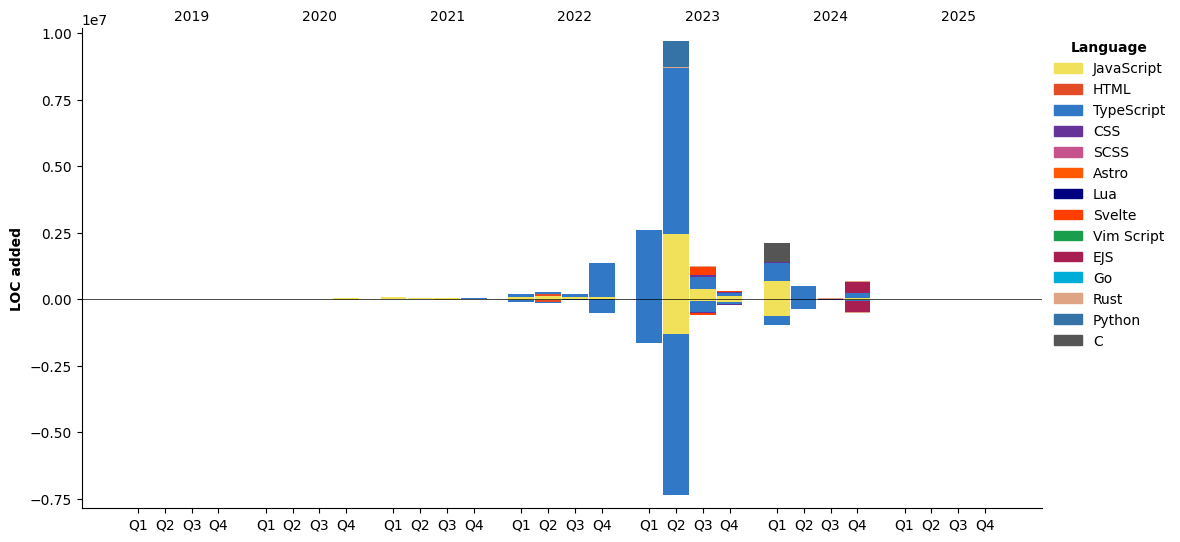 2019 2020 2021 2022 2023 2024 2025
1e7
1.00
0.75
0.50
0.25
0.00
−0.25
−0.50
−0.75
LOC added
Q1 Q2 Q3 Q4 Q1 Q2 Q3 Q4 Q1 Q2 Q3 Q4 Q1 Q2 Q3 Q4 Q1 Q2 Q3 Q4 Q1 Q2 Q3 Q4 Q1 Q2 Q3 Q4
Language
JavaScript
HTML
TypeScript
CSS
SCSS
Astro
Lua
Svelte
Vim Script
EJS
Go
Rust
Python
C